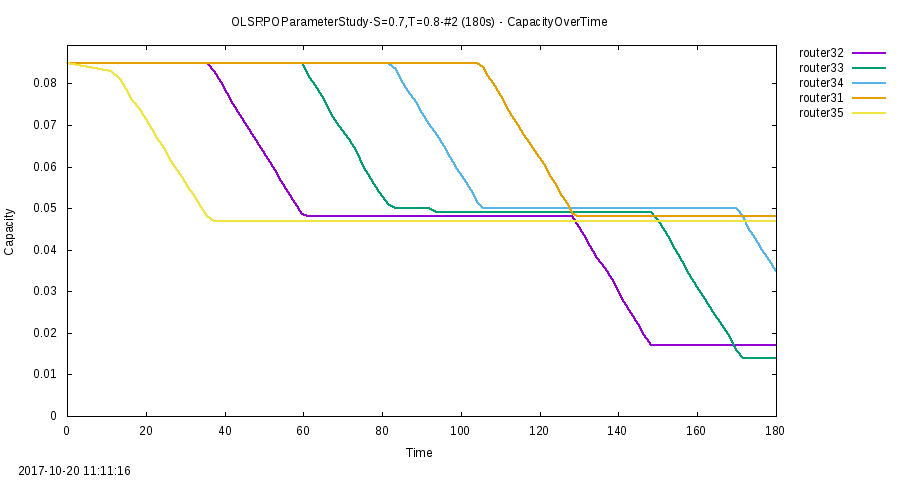 OLSRPOParameterStudy-S=0.7,T=0.8-#2 (180s) - CapacityOverTime
router32
router33
router34
router31
router35
0.08
0.07
0.06
0.05
0.04
0.03
0.02
0.01
0
Capacity
0 20 40 60 80 100 120 140 160 180
Time
2017-10-20 11:11:16